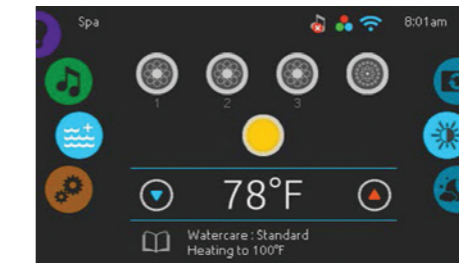 Spa 8:01am
1 2 3
78°F
Watercare : Standard
Heating to 100°F